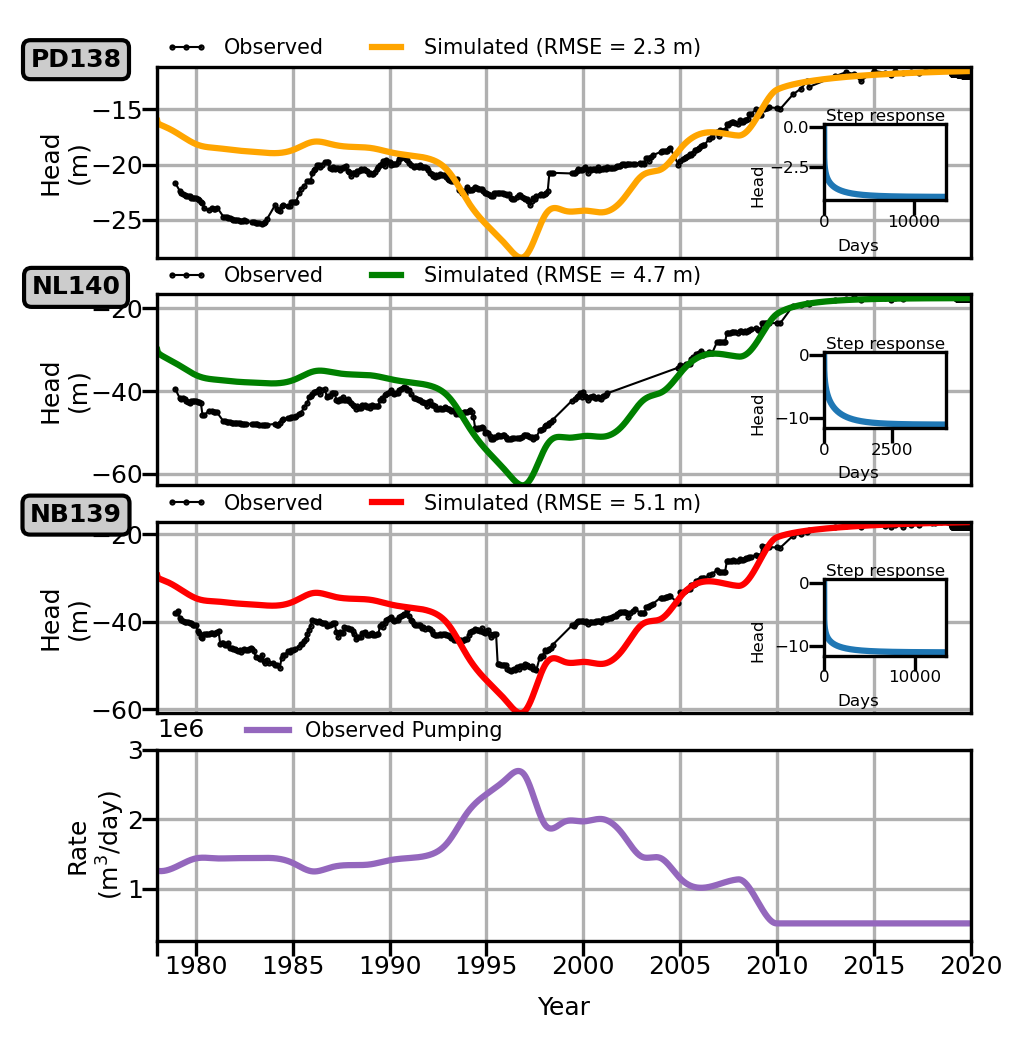 PD138
Observed
Simulated (RMSE = 2.3 m)
Head
(m)
−15
−20
−25
Step response
0.0
−2.5
Head
0
10000
Days
NL140
Observed
Simulated (RMSE = 4.7 m)
Head
(m)
−20
−40
−60
Step response
0
−10
Head
0
2500
Days
NB139
Observed
Simulated (RMSE = 5.1 m)
Head
(m)
−20
−40
−60
Step response
0
−10
Head
0
10000
Days
1e6
Observed Pumping
Rate
(m³/day)
3
2
1
1980 1985 1990 1995 2000 2005 2010 2015 2020
Year